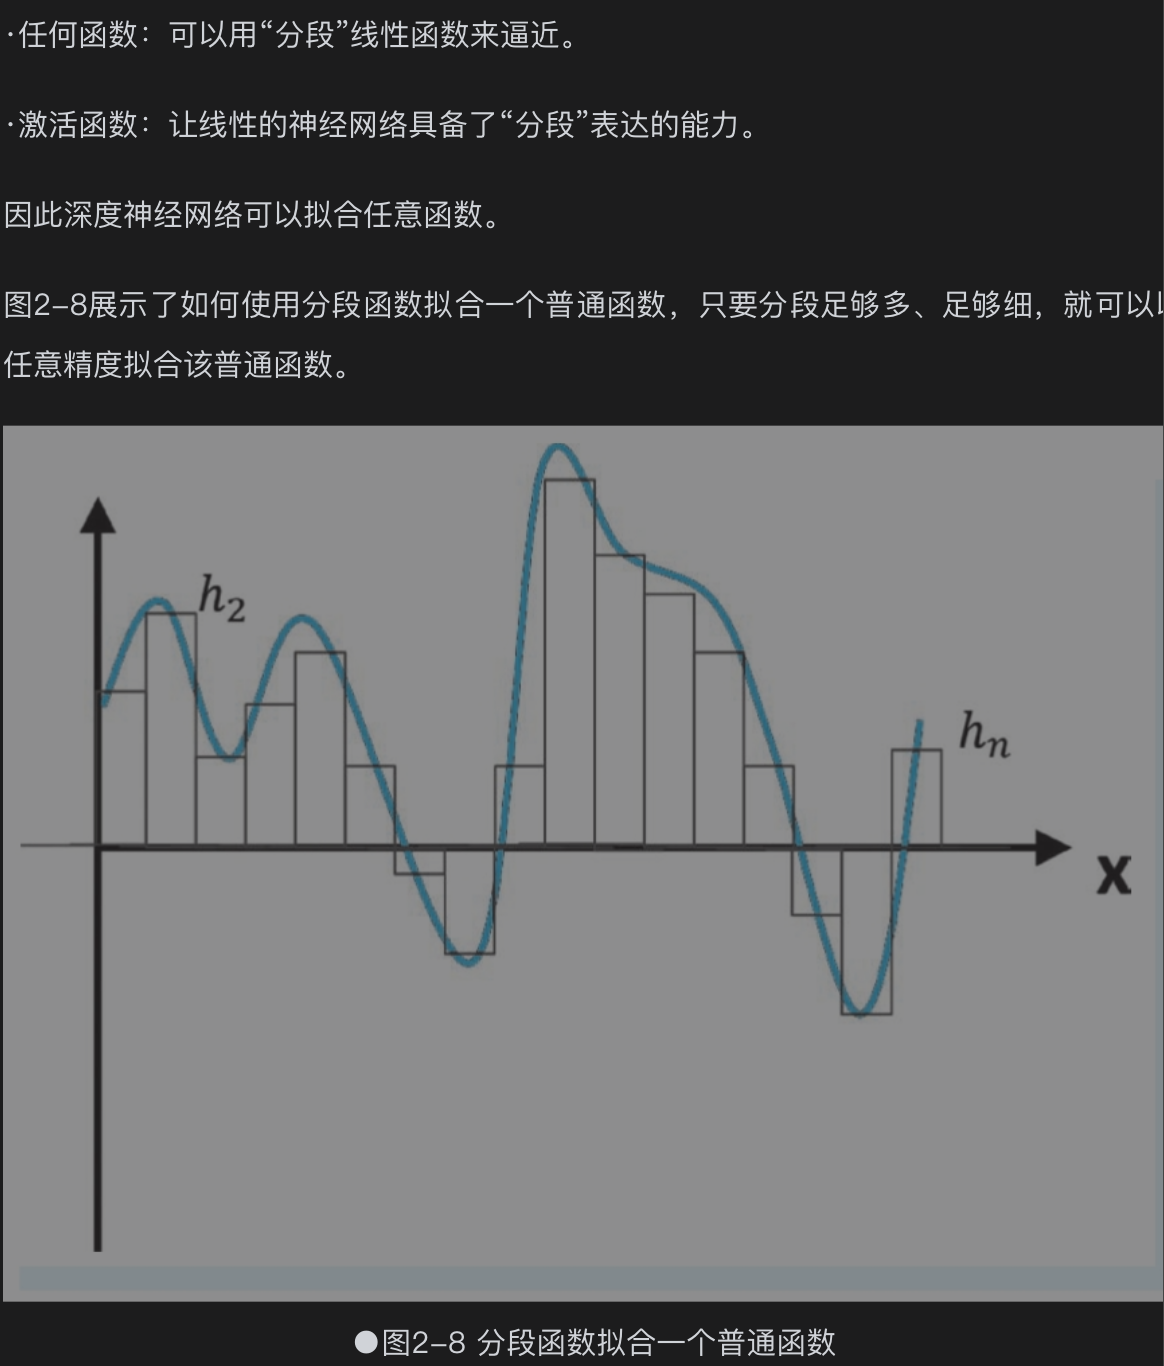 ·任何函数：可以用“分段”线性函数来逼近。
·激活函数：让线性的神经网络具备了“分段”表达的能力。
因此深度神经网络可以拟合任意函数。
图2-8展示了如何使用分段函数拟合一个普通函数，只要分段足够多、足够细，就可以
任意精度拟合该普通函数。
h₂
hₙ
X
●图2-8 分段函数拟合一个普通函数